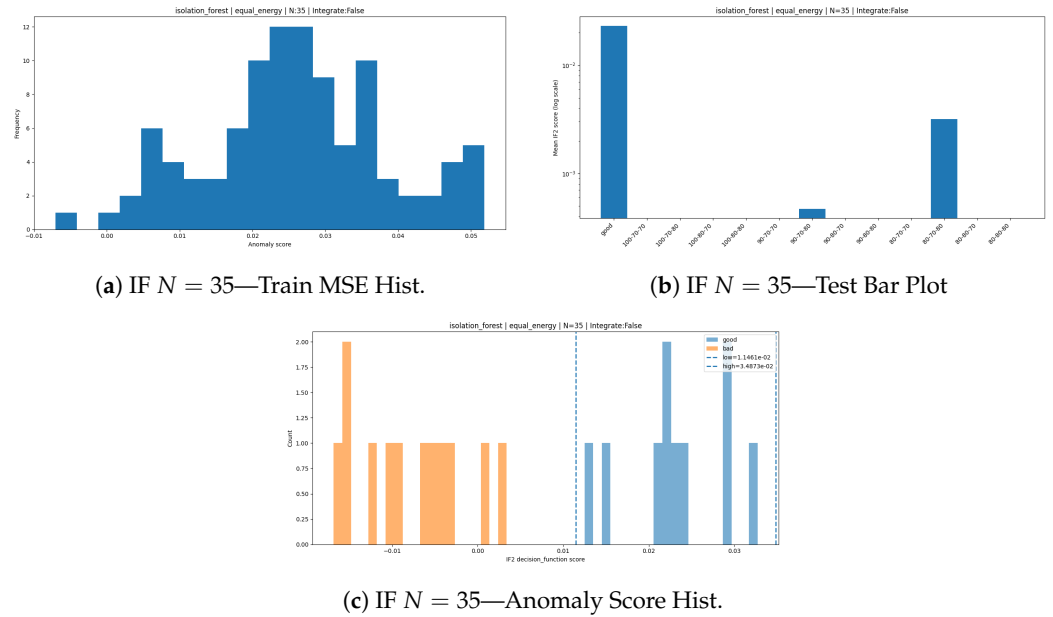 isolation_forest | equal_energy | N:35 | Integrate:False
12
10
8
6
4
2
0
Frequency
−0.01
0.00
0.01
0.02
0.03
0.04
0.05
Anomaly score
(a) IF N = 35—Train MSE Hist.
isolation_forest | equal_energy | N=35 | Integrate:False
10⁻²
10⁻³
Mean IF2 score (log scale)
good
100-70-70
100-70-80
100-80-70
100-80-80
90-70-70
90-70-80
90-80-70
90-80-80
80-70-70
80-70-80
80-80-70
80-80-80
(b) IF N = 35—Test Bar Plot
isolation_forest | equal_energy | N=35 | Integrate:False
2.00
1.75
1.50
1.25
1.00
0.75
0.50
0.25
0.00
Count
good
bad
low=1.1461e-02
high=3.4873e-02
−0.01
0.00
0.01
0.02
0.03
IF2 decision_function score
(c) IF N = 35—Anomaly Score Hist.